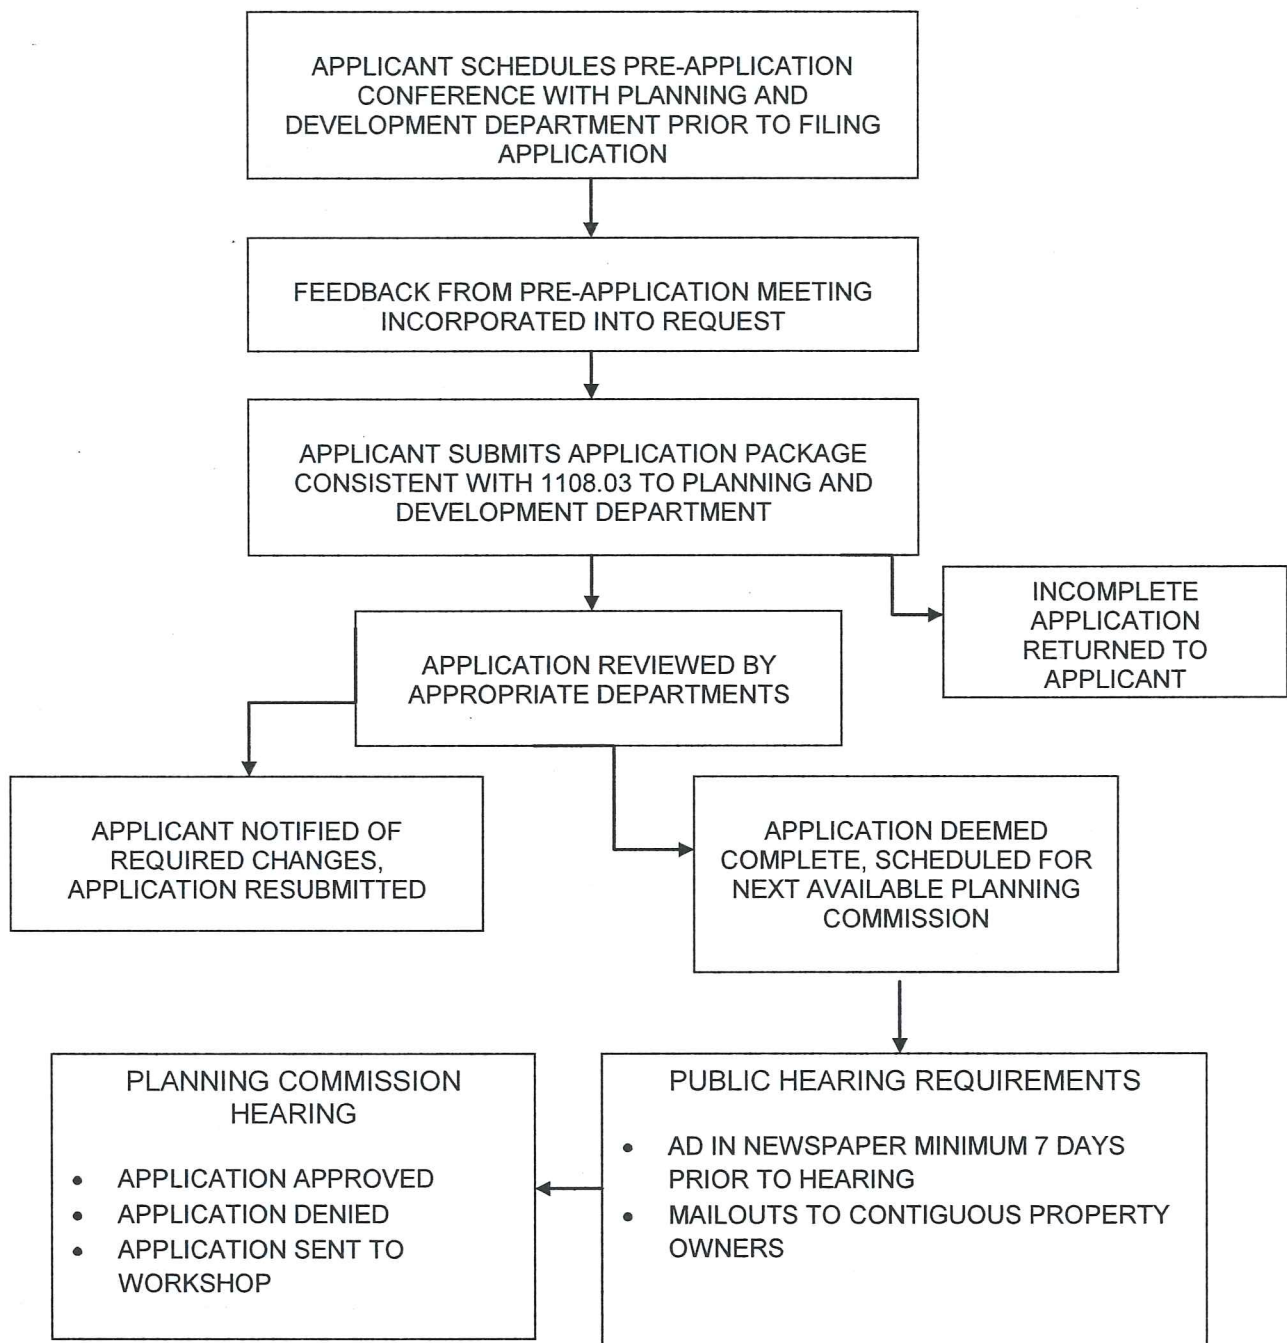 APPLICANT SCHEDULES PRE-APPLICATION
CONFERENCE WITH PLANNING AND
DEVELOPMENT DEPARTMENT PRIOR TO FILING
APPLICATION
FEEDBACK FROM PRE-APPLICATION MEETING
INCORPORATED INTO REQUEST
APPLICANT SUBMITS APPLICATION PACKAGE
CONSISTENT WITH 1108.03 TO PLANNING AND
DEVELOPMENT DEPARTMENT
INCOMPLETE
APPLICATION
RETURNED TO
APPLICANT
APPLICATION REVIEWED BY
APPROPRIATE DEPARTMENTS
APPLICANT NOTIFIED OF
REQUIRED CHANGES,
APPLICATION RESUBMITTED
APPLICATION DEEMED
COMPLETE, SCHEDULED FOR
NEXT AVAILABLE PLANNING
COMMISSION
PUBLIC HEARING REQUIREMENTS
• AD IN NEWSPAPER MINIMUM 7 DAYS
PRIOR TO HEARING
• MAILOUTS TO CONTIGUOUS PROPERTY
OWNERS
PLANNING COMMISSION
HEARING
• APPLICATION APPROVED
• APPLICATION DENIED
• APPLICATION SENT TO
WORKSHOP